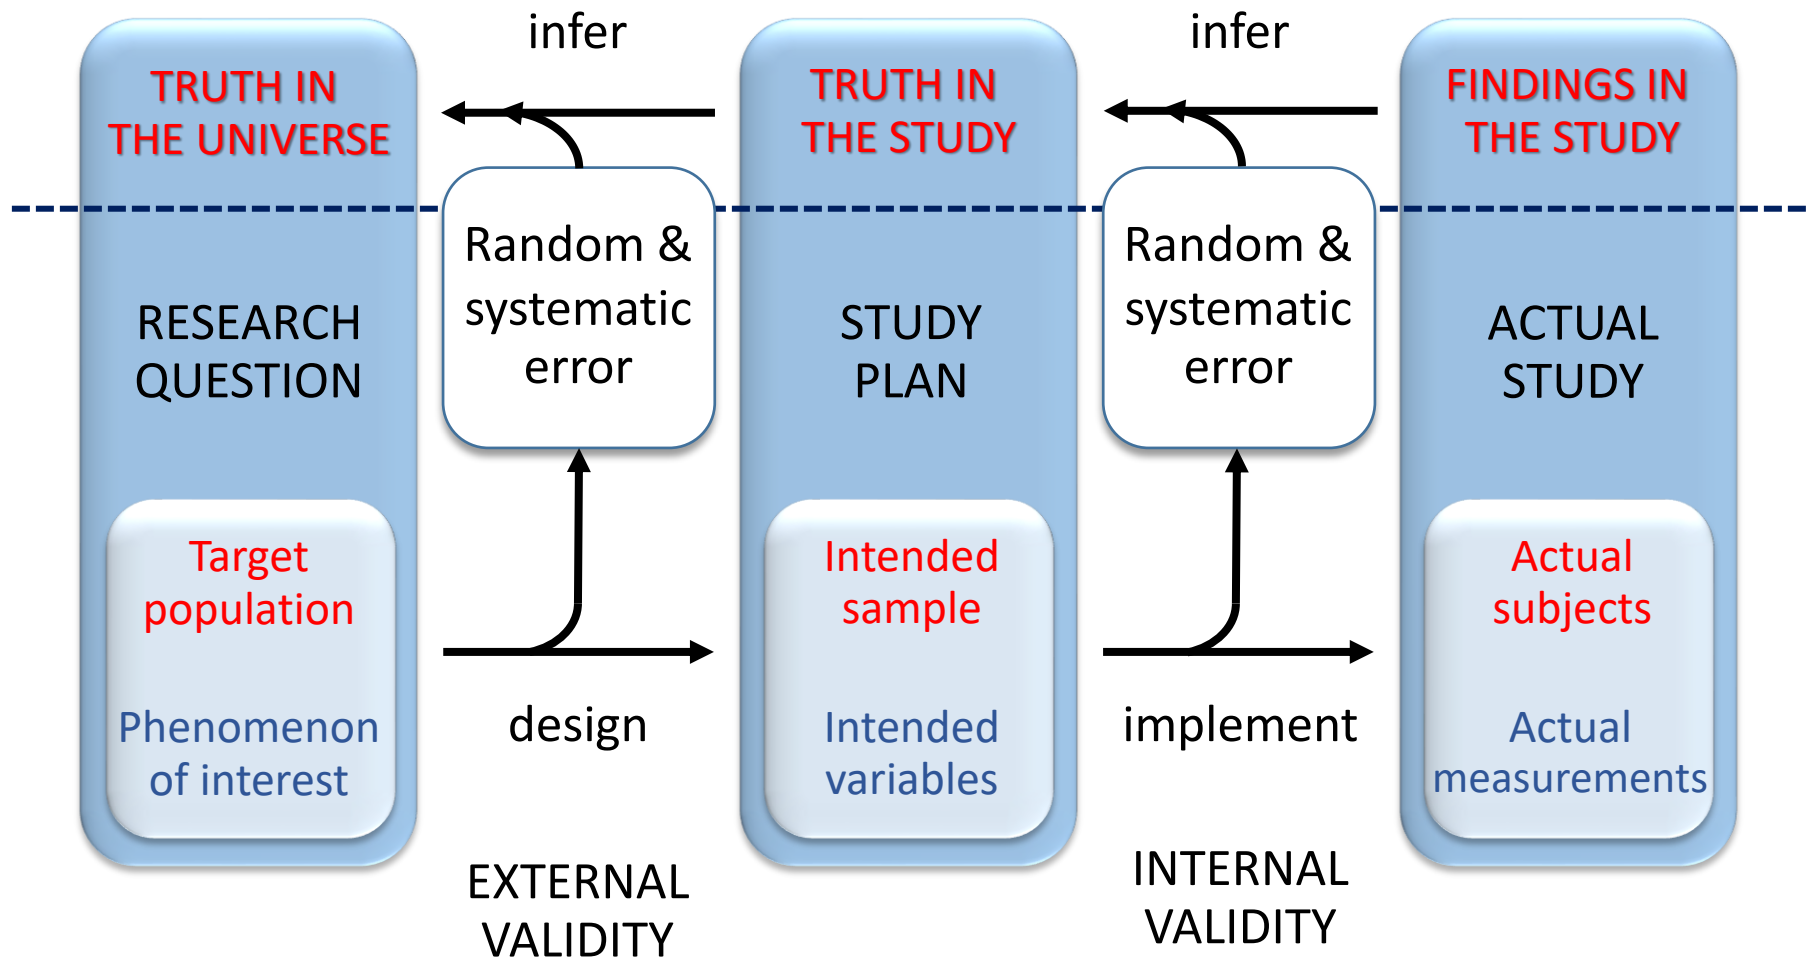 infer
infer
TRUTH IN
THE UNIVERSE
TRUTH IN
THE STUDY
FINDINGS IN
THE STUDY
Random &
systematic
error
Random &
systematic
error
RESEARCH
QUESTION
STUDY
PLAN
ACTUAL
STUDY
Target
population
Intended
sample
Actual
subjects
Phenomenon
of interest
design
Intended
variables
implement
Actual
measurements
EXTERNAL
VALIDITY
INTERNAL
VALIDITY